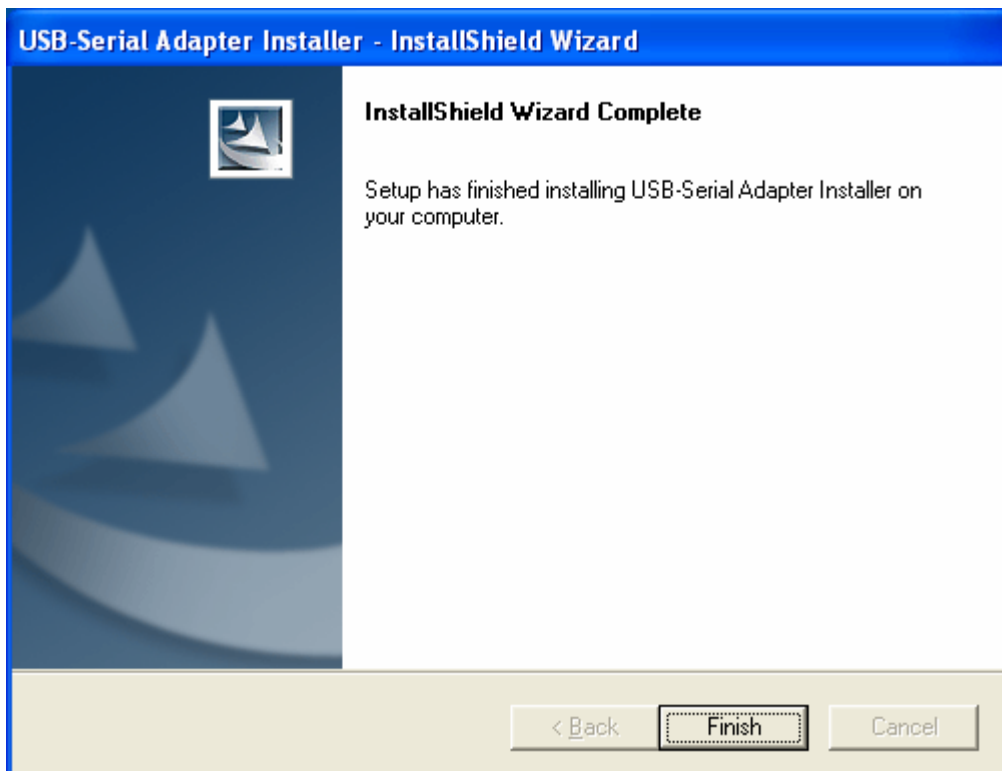 USB-Serial Adapter Installer - InstallShield Wizard
InstallShield Wizard Complete
Setup has finished installing USB-Serial Adapter Installer on
your computer.
< Back
Finish
Cancel